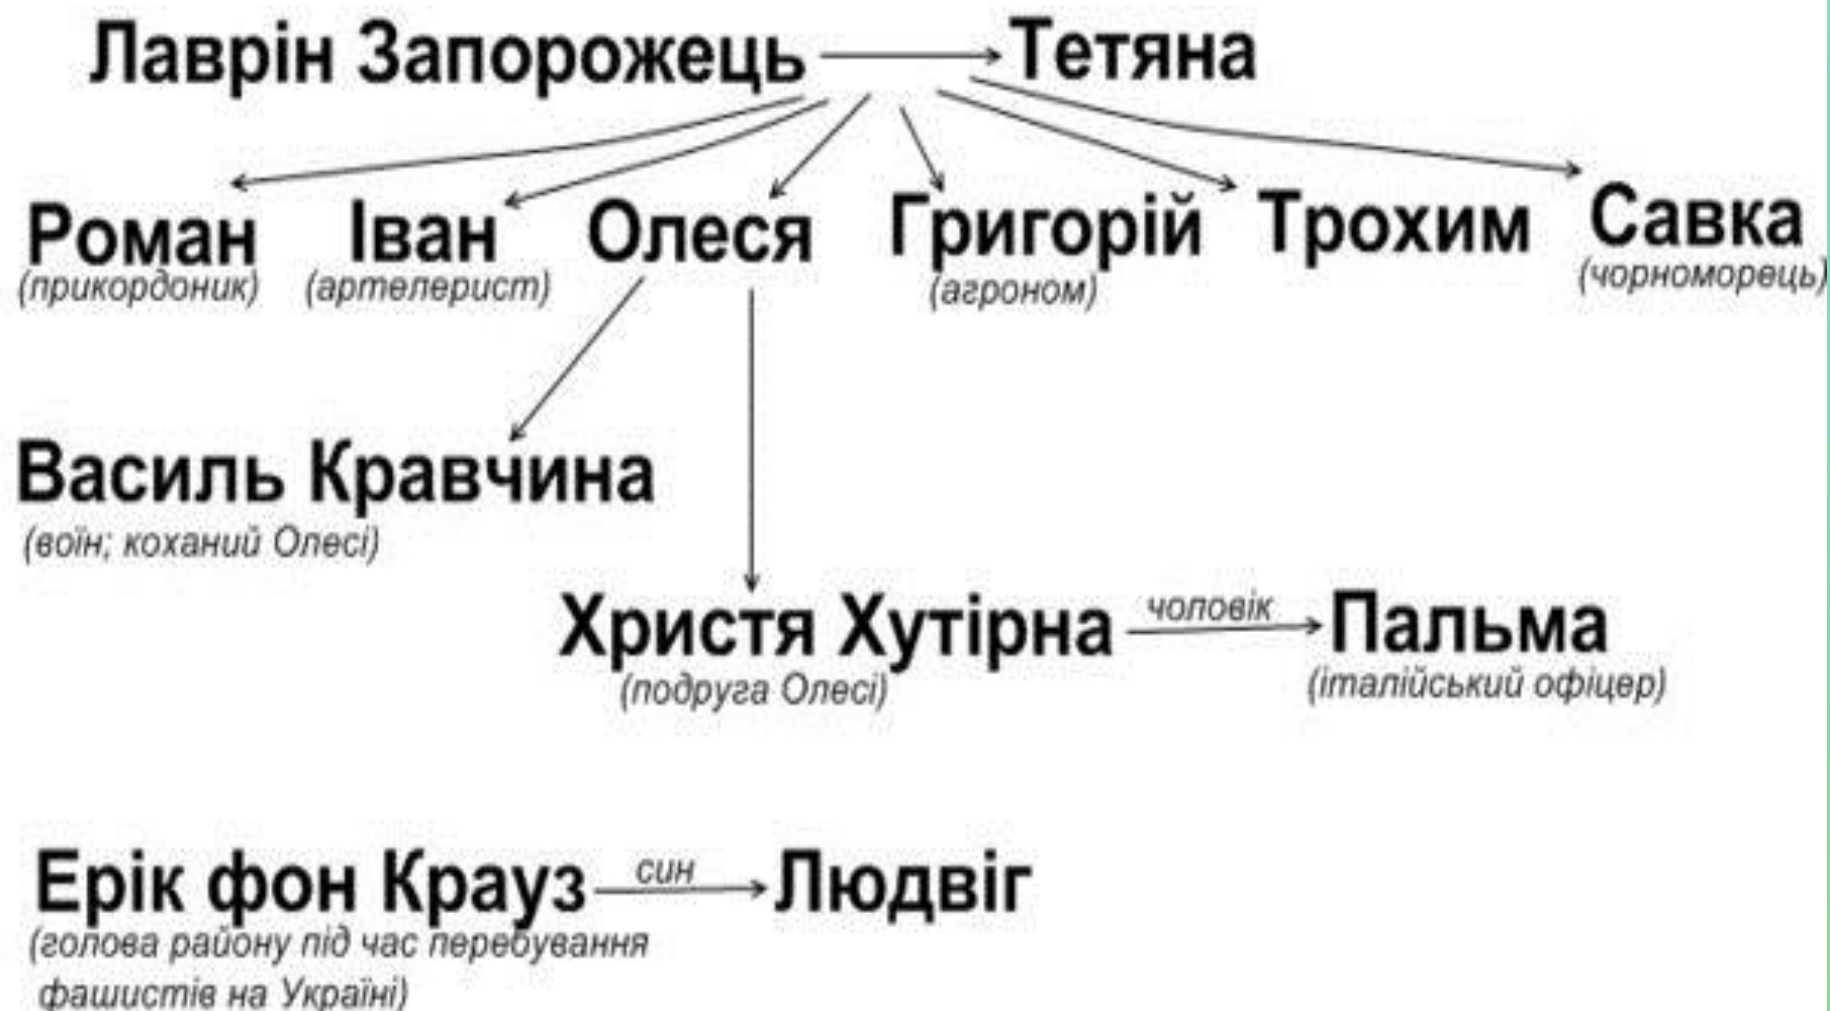 Лаврін Запорожець Тетяна
Роман Іван Олеся Григорій Трохим Савка
(прикордоник) (артелерист) (агроном) (чорноморець)
Василь Кравчина
(воїн; коханий Олесі)
Христя Хутірна чоловік Пальма
(подруга Олесі) (італійський офіцер)
Ерік фон Крауз син Людвіг
(голова району під час перебування
фашистів на Україні)